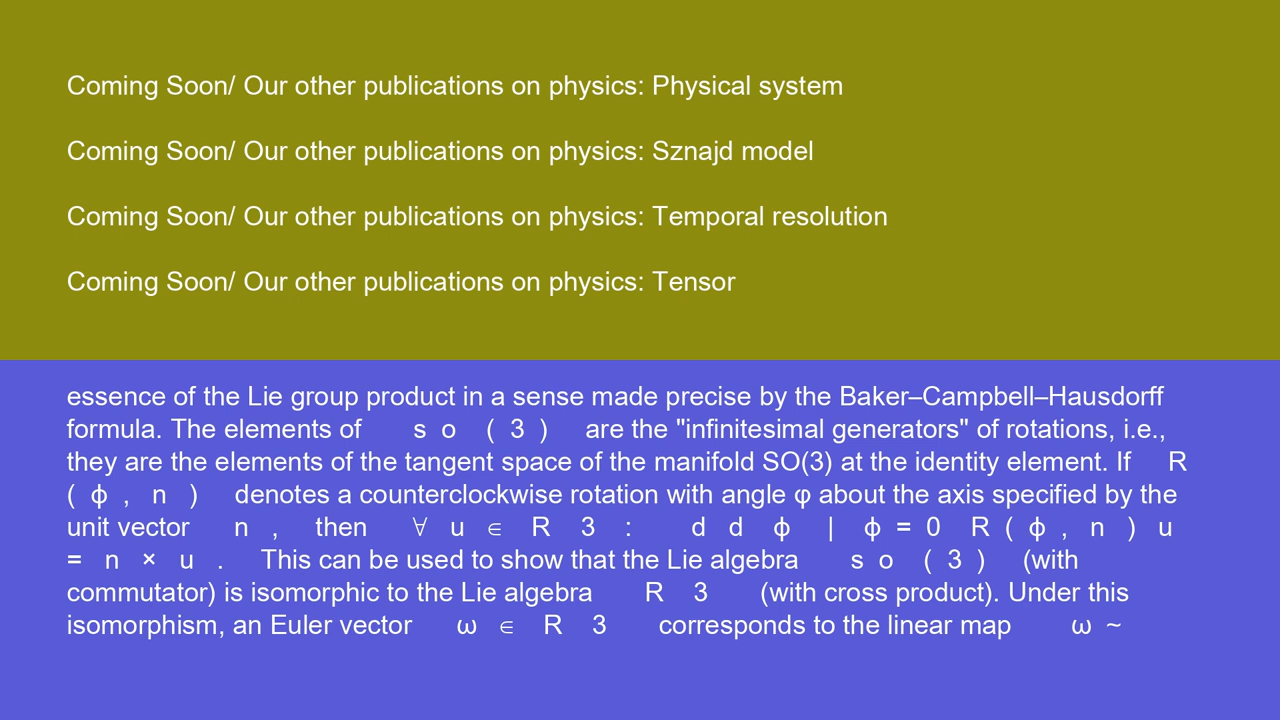 Coming Soon/ Our other publications on physics: Physical system
Coming Soon/ Our other publications on physics: Sznajd model
Coming Soon/ Our other publications on physics: Temporal resolution
Coming Soon/ Our other publications on physics: Tensor
essence of the Lie group product in a sense made precise by the Baker–Campbell–Hausdorff
formula. The elements of s o ( 3 ) are the "infinitesimal generators" of rotations, i.e.,
they are the elements of the tangent space of the manifold SO(3) at the identity element. If R
( ϕ , n ) denotes a counterclockwise rotation with angle φ about the axis specified by the
unit vector n , then ∀ u ∈ R 3 : d d ϕ | ϕ = 0 R ( ϕ , n ) u
= n × u . This can be used to show that the Lie algebra s o ( 3 ) (with
commutator) is isomorphic to the Lie algebra R 3 (with cross product). Under this
isomorphism, an Euler vector ω ∈ R 3 corresponds to the linear map ω ~